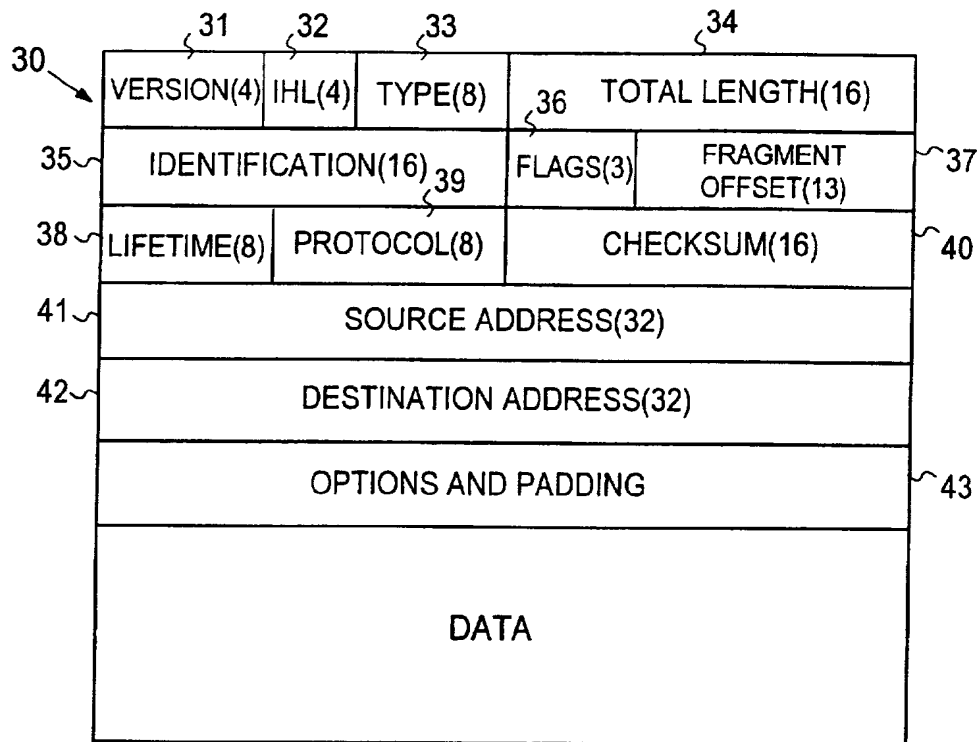 31 32 33 34
30
VERSION(4) IHL(4) TYPE(8) TOTAL LENGTH(16)
36
35 IDENTIFICATION(16) FLAGS(3) FRAGMENT OFFSET(13) 37
39
38 LIFETIME(8) PROTOCOL(8) CHECKSUM(16) 40
41 SOURCE ADDRESS(32)
42 DESTINATION ADDRESS(32)
OPTIONS AND PADDING 43
DATA